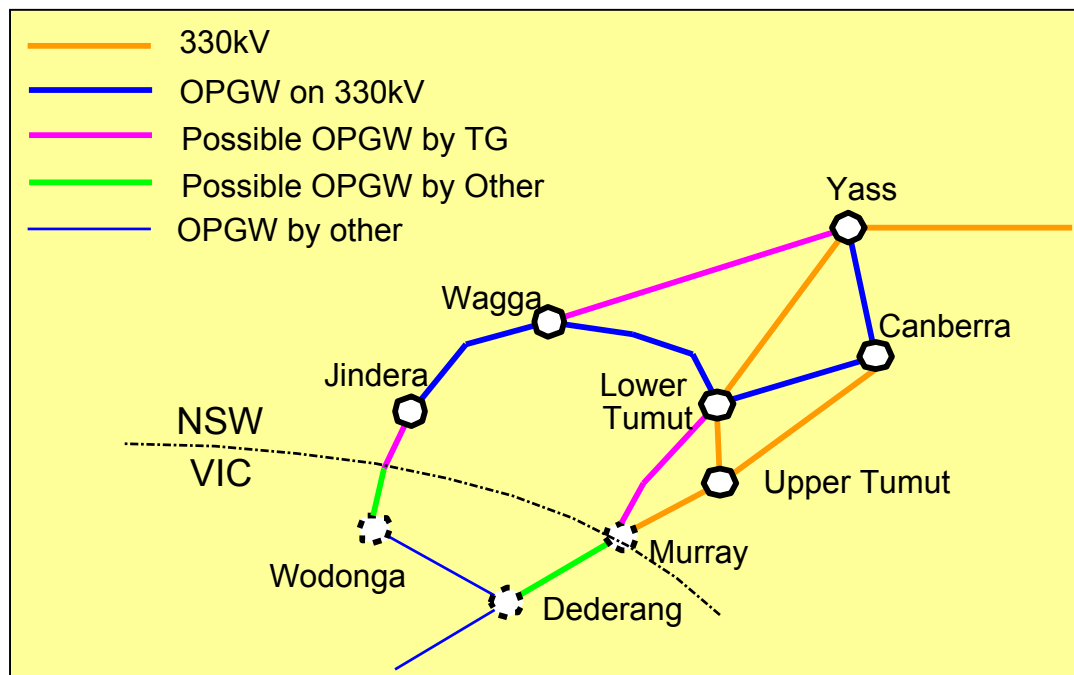 330kV
OPGW on 330kV
Possible OPGW by TG
Possible OPGW by Other
OPGW by other
Yass
Wagga
Canberra
Jindera
Lower
Tumut
NSW
VIC
Upper Tumut
Murray
Wodonga
Dederang